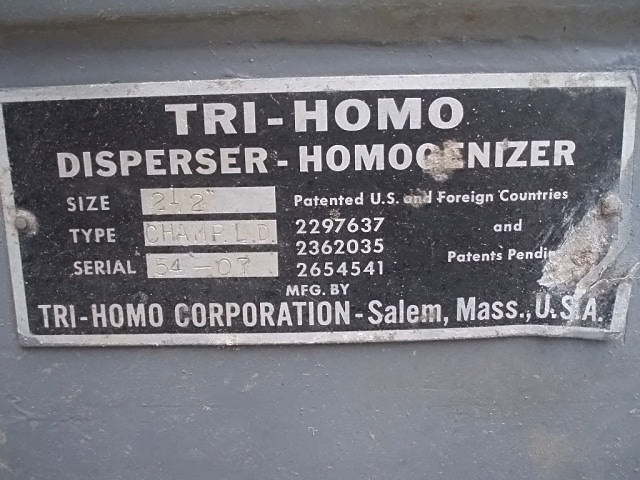 TRI-HOMO
DISPERSER - HOMOGENIZER
SIZE 2 1/2"
Patented U.S. and Foreign Countries
TYPE CHAMP. L.D.
2297637 and
2362035
Patents Pending
SERIAL 54-07
2654541
MFG. BY
TRI-HOMO CORPORATION - Salem, Mass., U.S.A.